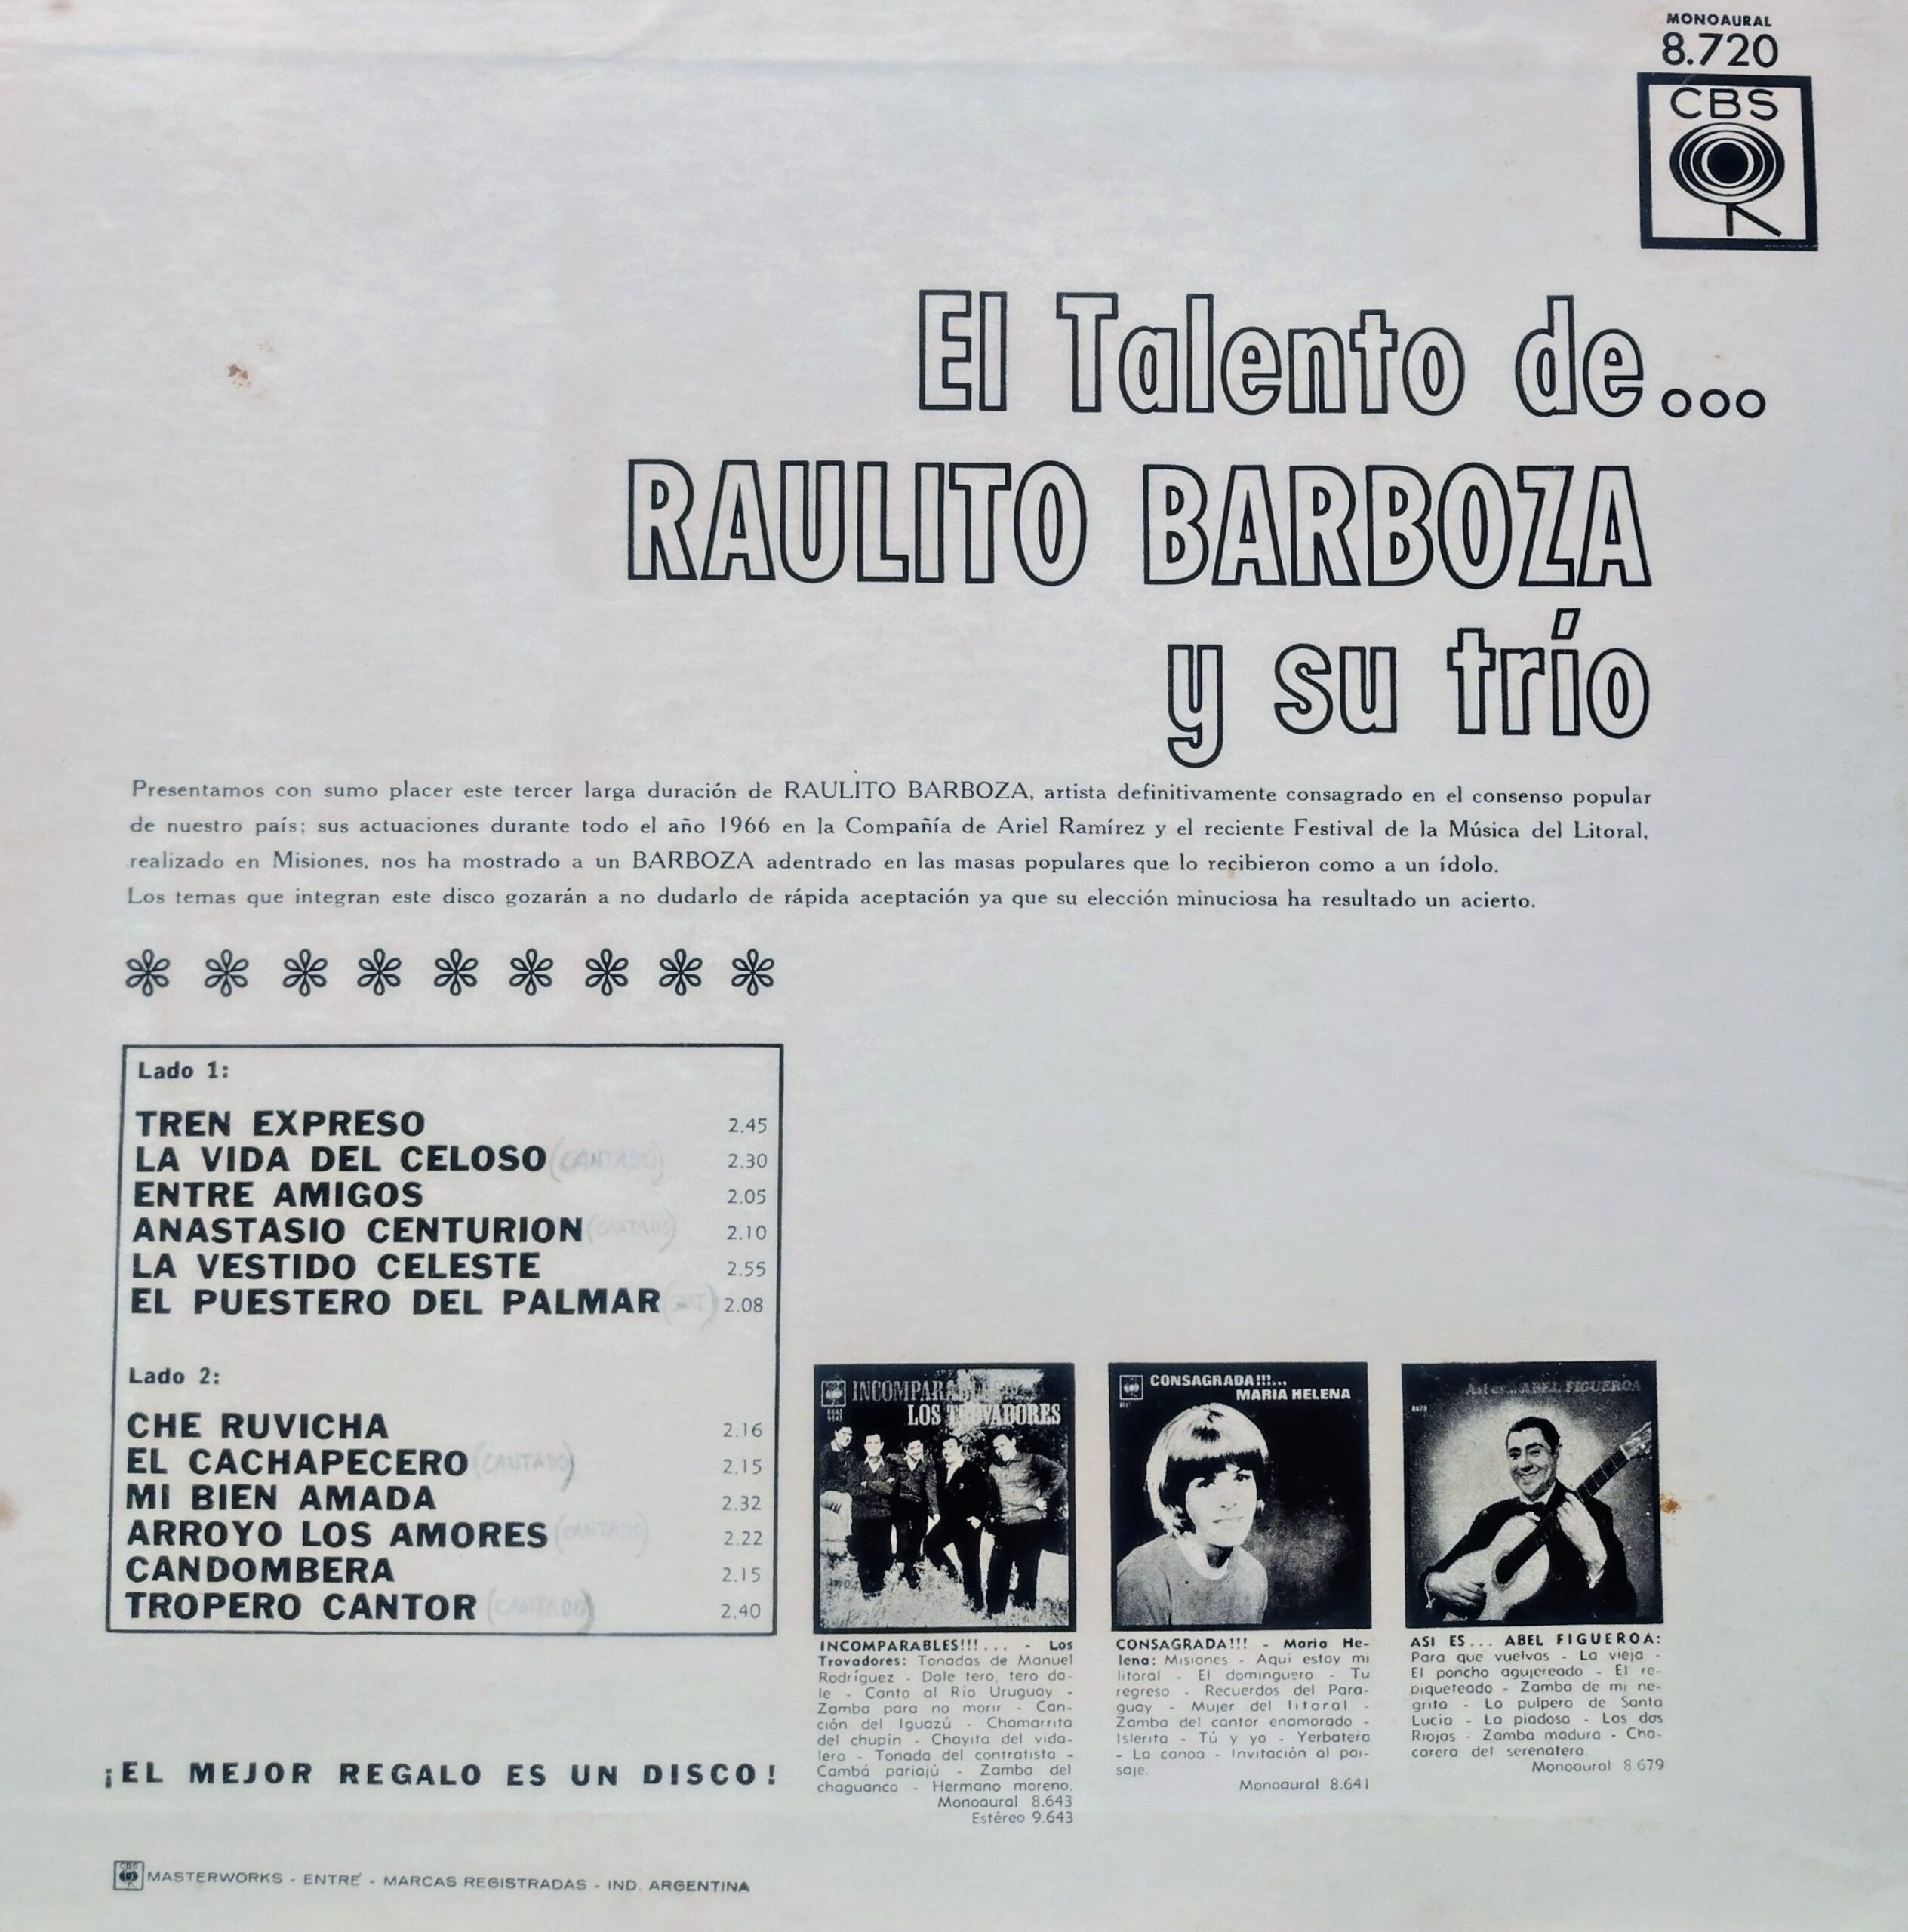 MONOAURAL
8.720
CBS
El Talento de...
RAULITO BARBOZA
y su trío
Presentamos con sumo placer este tercer larga duración de RAULITO BARBOZA, artista definitivamente consagrado en el consenso popular
de nuestro país; sus actuaciones durante todo el año 1966 en la Compañía de Ariel Ramírez y el reciente Festival de la Música del Litoral,
realizado en Misiones, nos ha mostrado a un BARBOZA adentrado en las masas populares que lo recibieron como a un ídolo.
Los temas que integran este disco gozarán a no dudarlo de rápida aceptación ya que su elección minuciosa ha resultado un acierto.
Lado 1:
TREN EXPRESO 2.45
LA VIDA DEL CELOSO (CANTADO) 2.30
ENTRE AMIGOS 2.05
ANASTASIO CENTURION (CANTADO) 2.10
LA VESTIDO CELESTE 2.55
EL PUESTERO DEL PALMAR 2.08
Lado 2:
CHE RUVICHA 2.16
EL CACHAPECERO (CANTADO) 2.15
MI BIEN AMADA 2.32
ARROYO LOS AMORES (CANTADO) 2.22
CANDOMBERA 2.15
TROPERO CANTOR (CANTADO) 2.40
¡EL MEJOR REGALO ES UN DISCO!
INCOMPARABLES!!!...
LOS TROVADORES
INCOMPARABLES!!!... - Los
Trovadores: Tonadas de Manuel
Rodríguez - Dale tero, tero da-
le - Canto al Río Uruguay -
Zamba para no morir - Can-
ción del Iguazú - Chamarrita
del chupín - Chayita del vida-
lero - Tonada del contratista -
Cambá pariajú - Zamba del
chaguanco - Hermano moreno.
Monoaural 8.643
Estéreo 9.643
CONSAGRADA!!!...
MARIA HELENA
CONSAGRADA!!! - Maria He-
lena: Misiones - Aquí estoy mi
litoral - El dominguero - Tu
regreso - Recuerdos del Para-
guay - Mujer del litoral -
Zamba del cantor enamorado -
Islerita - Tú y yo - Yerbatero
- La canoa - Invitación al pai-
saje.
Monoaural 8.641
Así es... ABEL FIGUEROA
8679
ASI ES... ABEL FIGUEROA:
Para que vuelvas - La vieja -
El poncho agujereado - El re-
piqueteado - Zamba de mi ne-
grita - La pulpera de Santa
Lucía - La piadosa - Las dos
Riojas - Zamba madura - Cha-
carera del serenatero.
Monoaural 8.679
CBS MASTERWORKS - ENTRÉ - MARCAS REGISTRADAS - IND. ARGENTINA